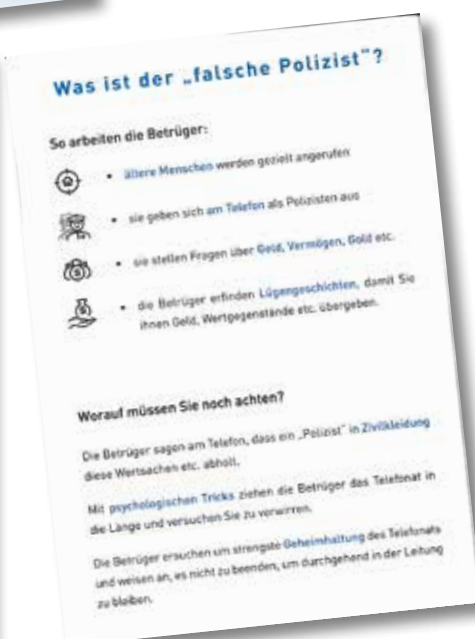 Was ist der „falsche Polizist"?
So arbeiten die Betrüger:
• ältere Menschen werden gezielt angerufen
• sie geben sich am Telefon als Polizisten aus
• sie stellen Fragen über Geld, Vermögen, Gold etc.
• die Betrüger erfinden Lügengeschichten, damit Sie
ihnen Geld, Wertgegenstände etc. übergeben.
Worauf müssen Sie noch achten?
Die Betrüger sagen am Telefon, dass ein „Polizist" in Zivilkleidung
diese Wertsachen etc. abholt.
Mit psychologischen Tricks ziehen die Betrüger das Telefonat in
die Länge und versuchen Sie zu verwirren.
Die Betrüger ersuchen um strengste Geheimhaltung des Telefonats
und weisen an, es nicht zu beenden, um durchgehend in der Leitung
zu bleiben.